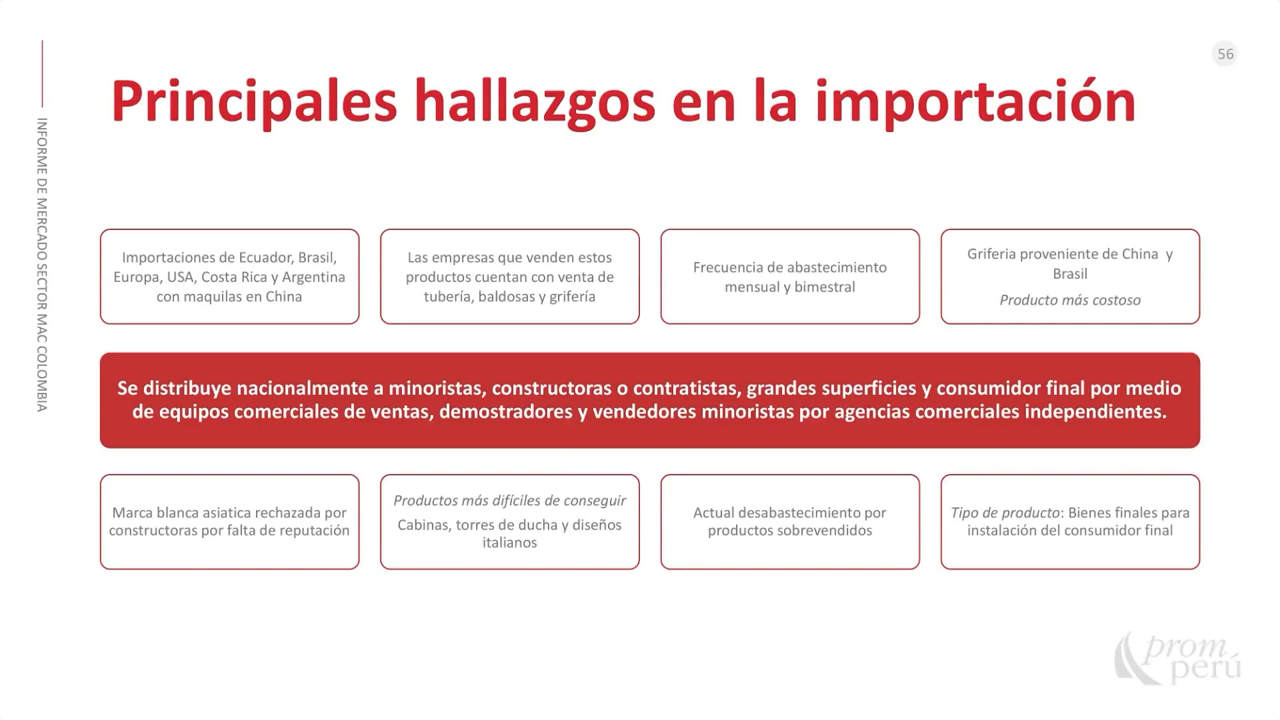 56
Principales hallazgos en la importación
INFORME DE MERCADO SECTOR MAC COLOMBIA
Importaciones de Ecuador, Brasil,
Europa, USA, Costa Rica y Argentina
con maquilas en China
Las empresas que venden estos
productos cuentan con venta de
tubería, baldosas y grifería
Frecuencia de abastecimiento
mensual y bimestral
Griferia proveniente de China y
Brasil
Producto más costoso
Se distribuye nacionalmente a minoristas, constructoras o contratistas, grandes superficies y consumidor final por medio
de equipos comerciales de ventas, demostradores y vendedores minoristas por agencias comerciales independientes.
Marca blanca asiatica rechazada por
constructoras por falta de reputación
Productos más difíciles de conseguir
Cabinas, torres de ducha y diseños
italianos
Actual desabastecimiento por
productos sobrevendidos
Tipo de producto: Bienes finales para
instalación del consumidor final
prom
perú